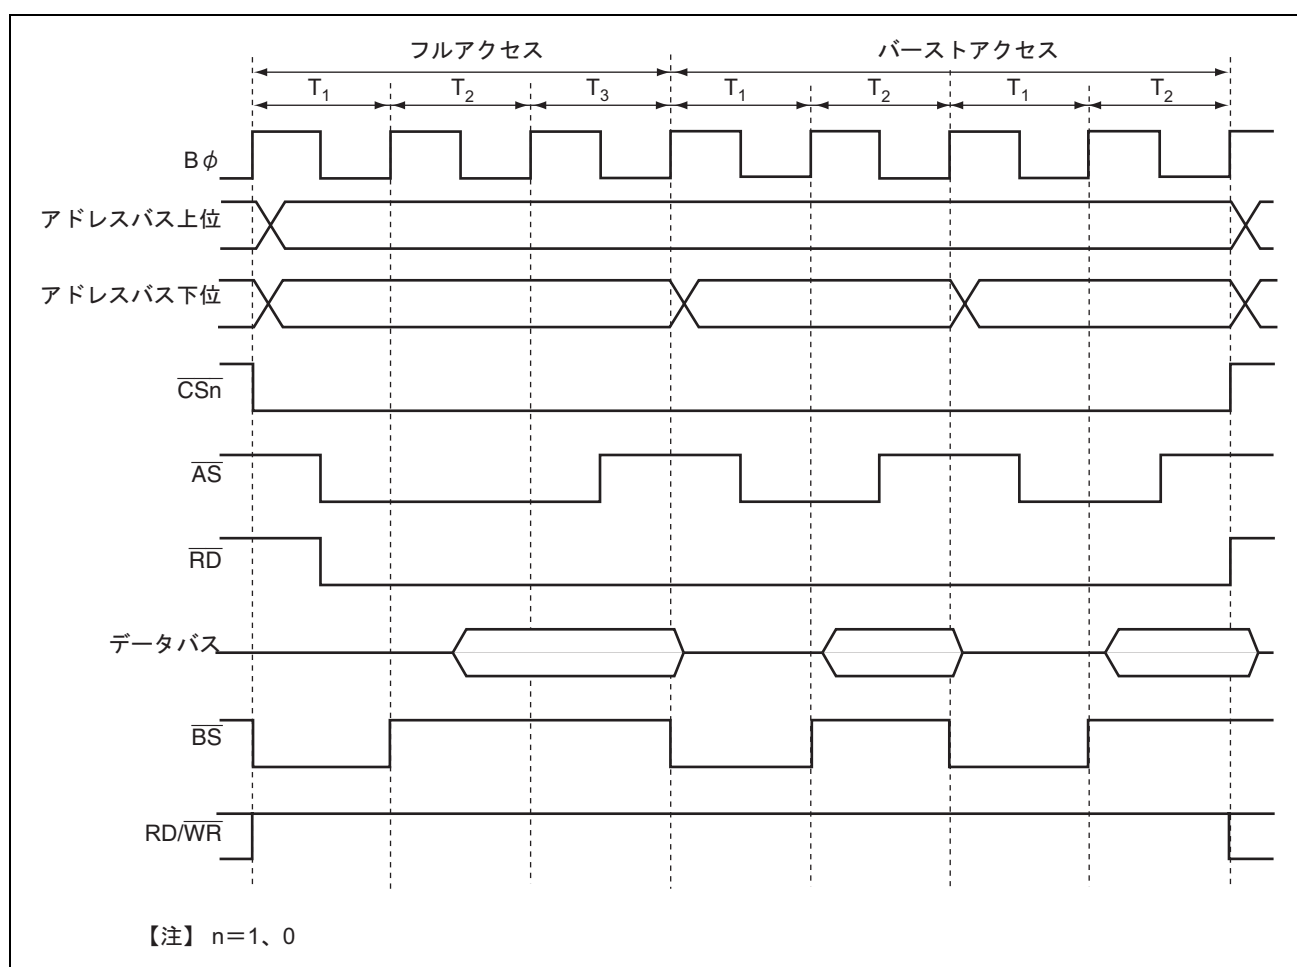 フルアクセス バーストアクセス
T1 T2 T3 T1 T2 T1 T2
Bφ
アドレスバス上位
アドレスバス下位
CSn
AS
RD
データバス
BS
RD/WR
【注】 n＝1、0